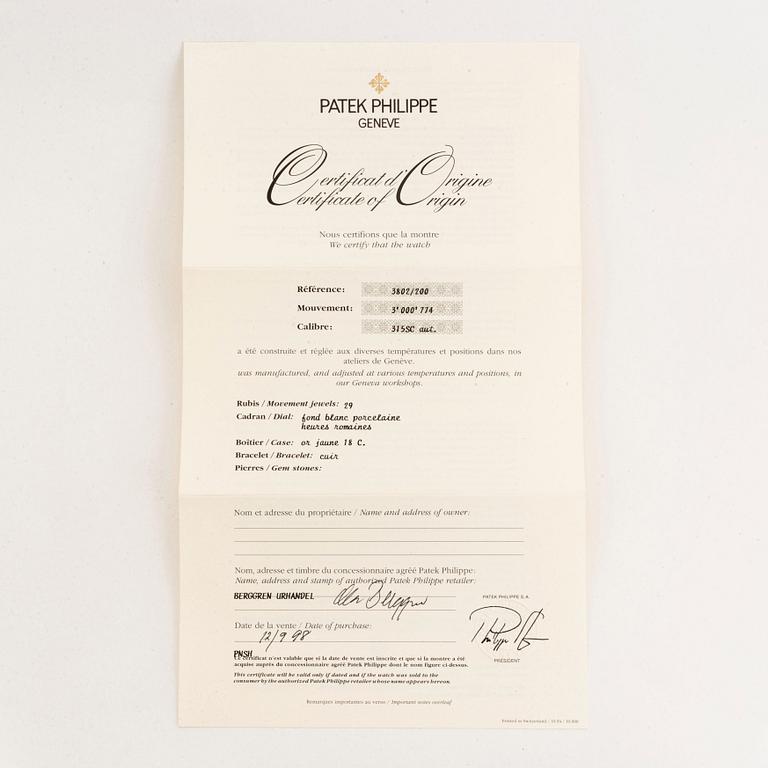 PATEK PHILIPPE
GENEVE
Certificat d'Origine
Certificate of Origin
Nous certifions que la montre
We certify that the watch
Référence: 3802/200
Mouvement: 3'000'774
Calibre: 315SC aut.
a été construite et réglée aux diverses températures et positions dans nos
ateliers de Genève.
was manufactured, and adjusted at various temperatures and positions, in
our Geneva workshops.
Rubis / Movement jewels: 29
Cadran / Dial: fond blanc porcelaine
heures romaines
Boîtier / Case: or jaune 18 C.
Bracelet / Bracelet: cuir
Pierres / Gem stones:
Nom et adresse du propriétaire / Name and address of owner:
Nom, adresse et timbre du concessionnaire agréé Patek Philippe:
Name, address and stamp of authorized Patek Philippe retailer:
BERGGREN URHANDEL
Berggren
PATEK PHILIPPE S.A.
Date de la vente / Date of purchase:
12/9 98
PRÉSIDENT
PNSH
Ce certificat n'est valable que si la date de vente est inscrite et que si la montre a été
acquise auprès du concessionnaire agréé Patek Philippe dont le nom figure ci-dessus.
This certificate will be valid only if dated and if the watch was sold to the
consumer by the authorized Patek Philippe retailer whose name appears hereon.
Remarques importantes au verso / Important notes overleaf
Printed in Switzerland